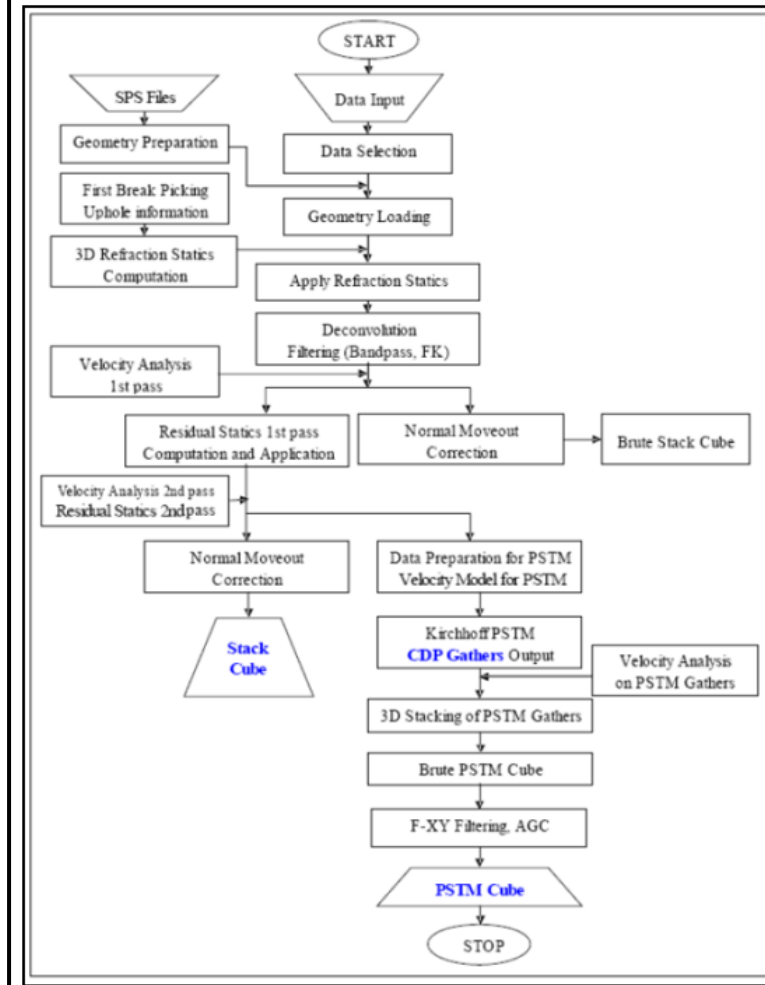 START
SPS Files
Data Input
Geometry Preparation
Data Selection
First Break Picking
Uphole information
Geometry Loading
3D Refraction Statics
Computation
Apply Refraction Statics
Deconvolution
Filtering (Bandpass, FK)
Velocity Analysis
1st pass
Residual Statics 1st pass
Computation and Application
Normal Moveout
Correction
Brute Stack Cube
Velocity Analysis 2nd pass
Residual Statics 2nd pass
Normal Moveout
Correction
Data Preparation for PSTM
Velocity Model for PSTM
Stack
Cube
Kirchhoff PSTM
CDP Gathers Output
Velocity Analysis
on PSTM Gathers
3D Stacking of PSTM Gathers
Brute PSTM Cube
F-XY Filtering, AGC
PSTM Cube
STOP